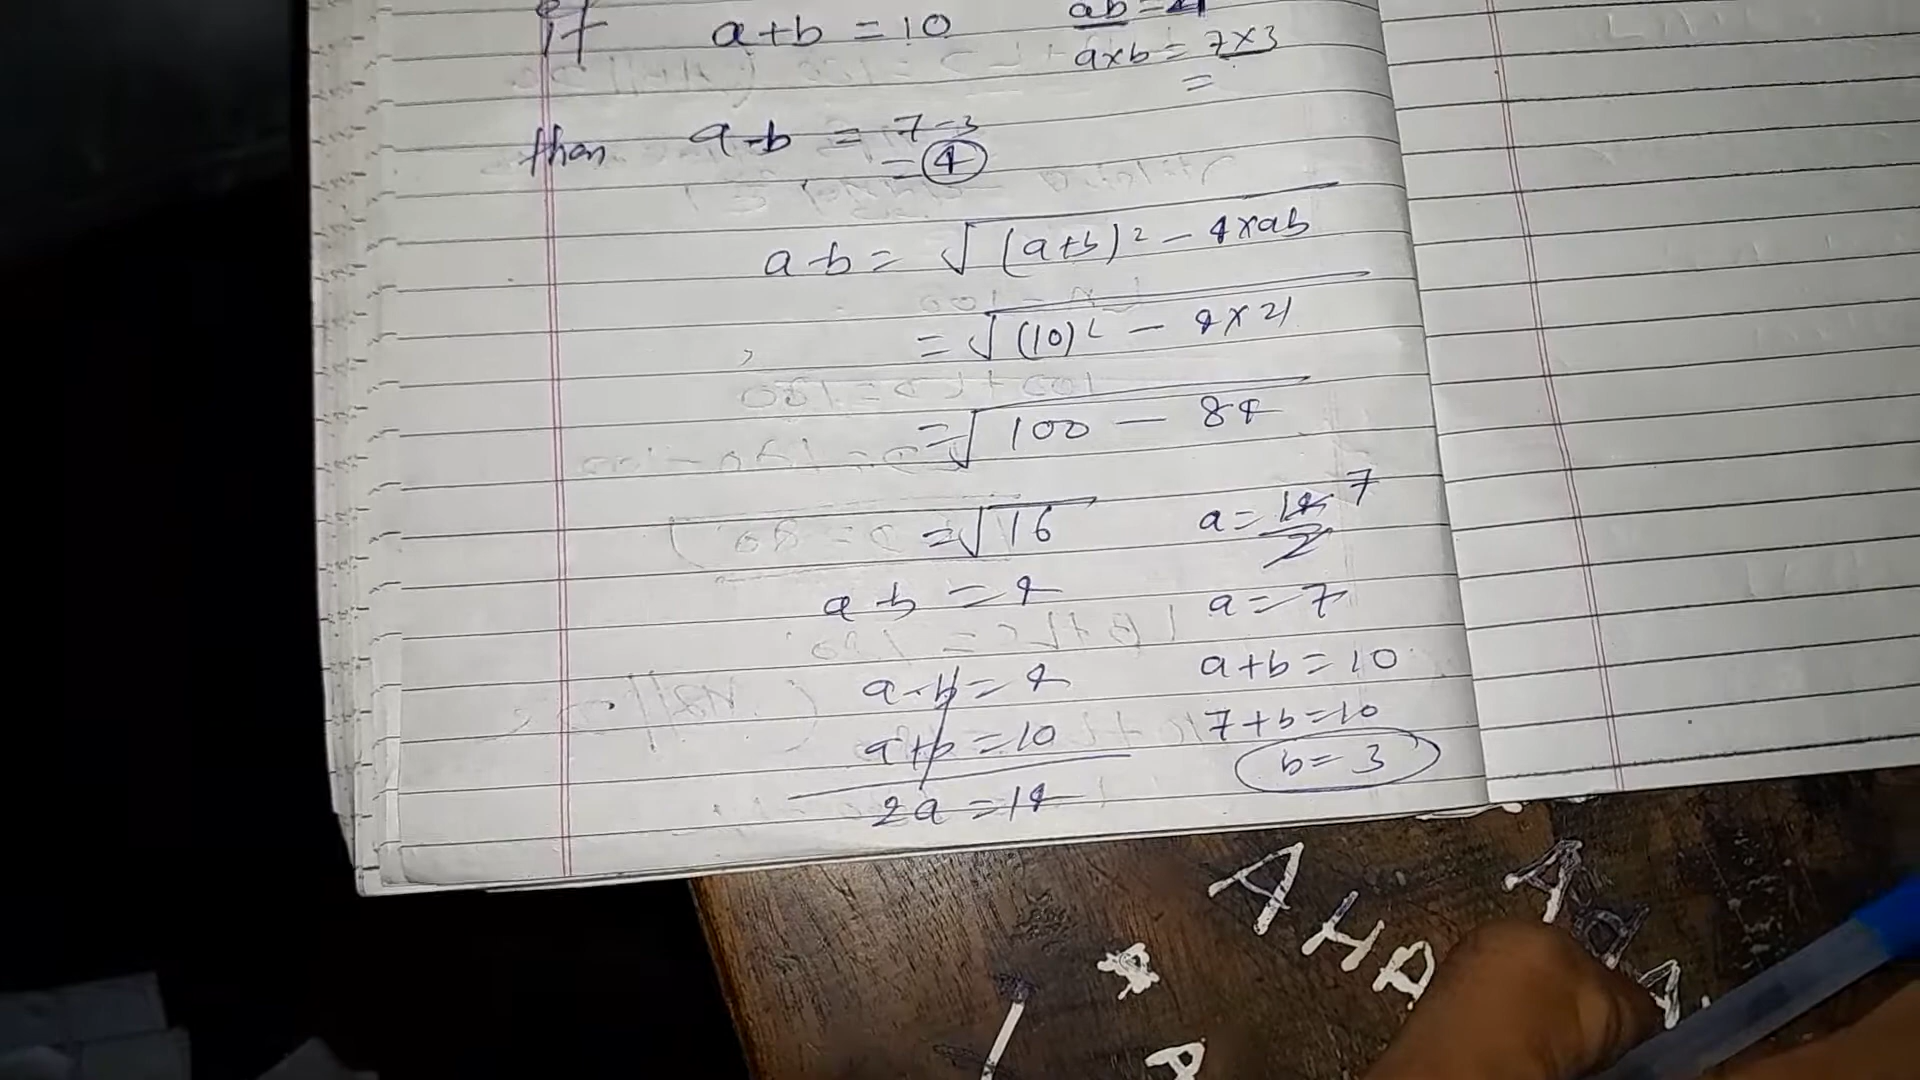 if a+b = 10 ab = 21
a×b = 7×3
=
than a-b = 7-3
= 4
a-b = √(a+b)² - 4×ab
= √(10)² - 4×21
= √100 - 84
= √16 a = 14/2 7
a-b = 4 a = 7
a-b = 4 a+b = 10
a+b = 10 7+b = 10
2a = 14 b = 3
AHA